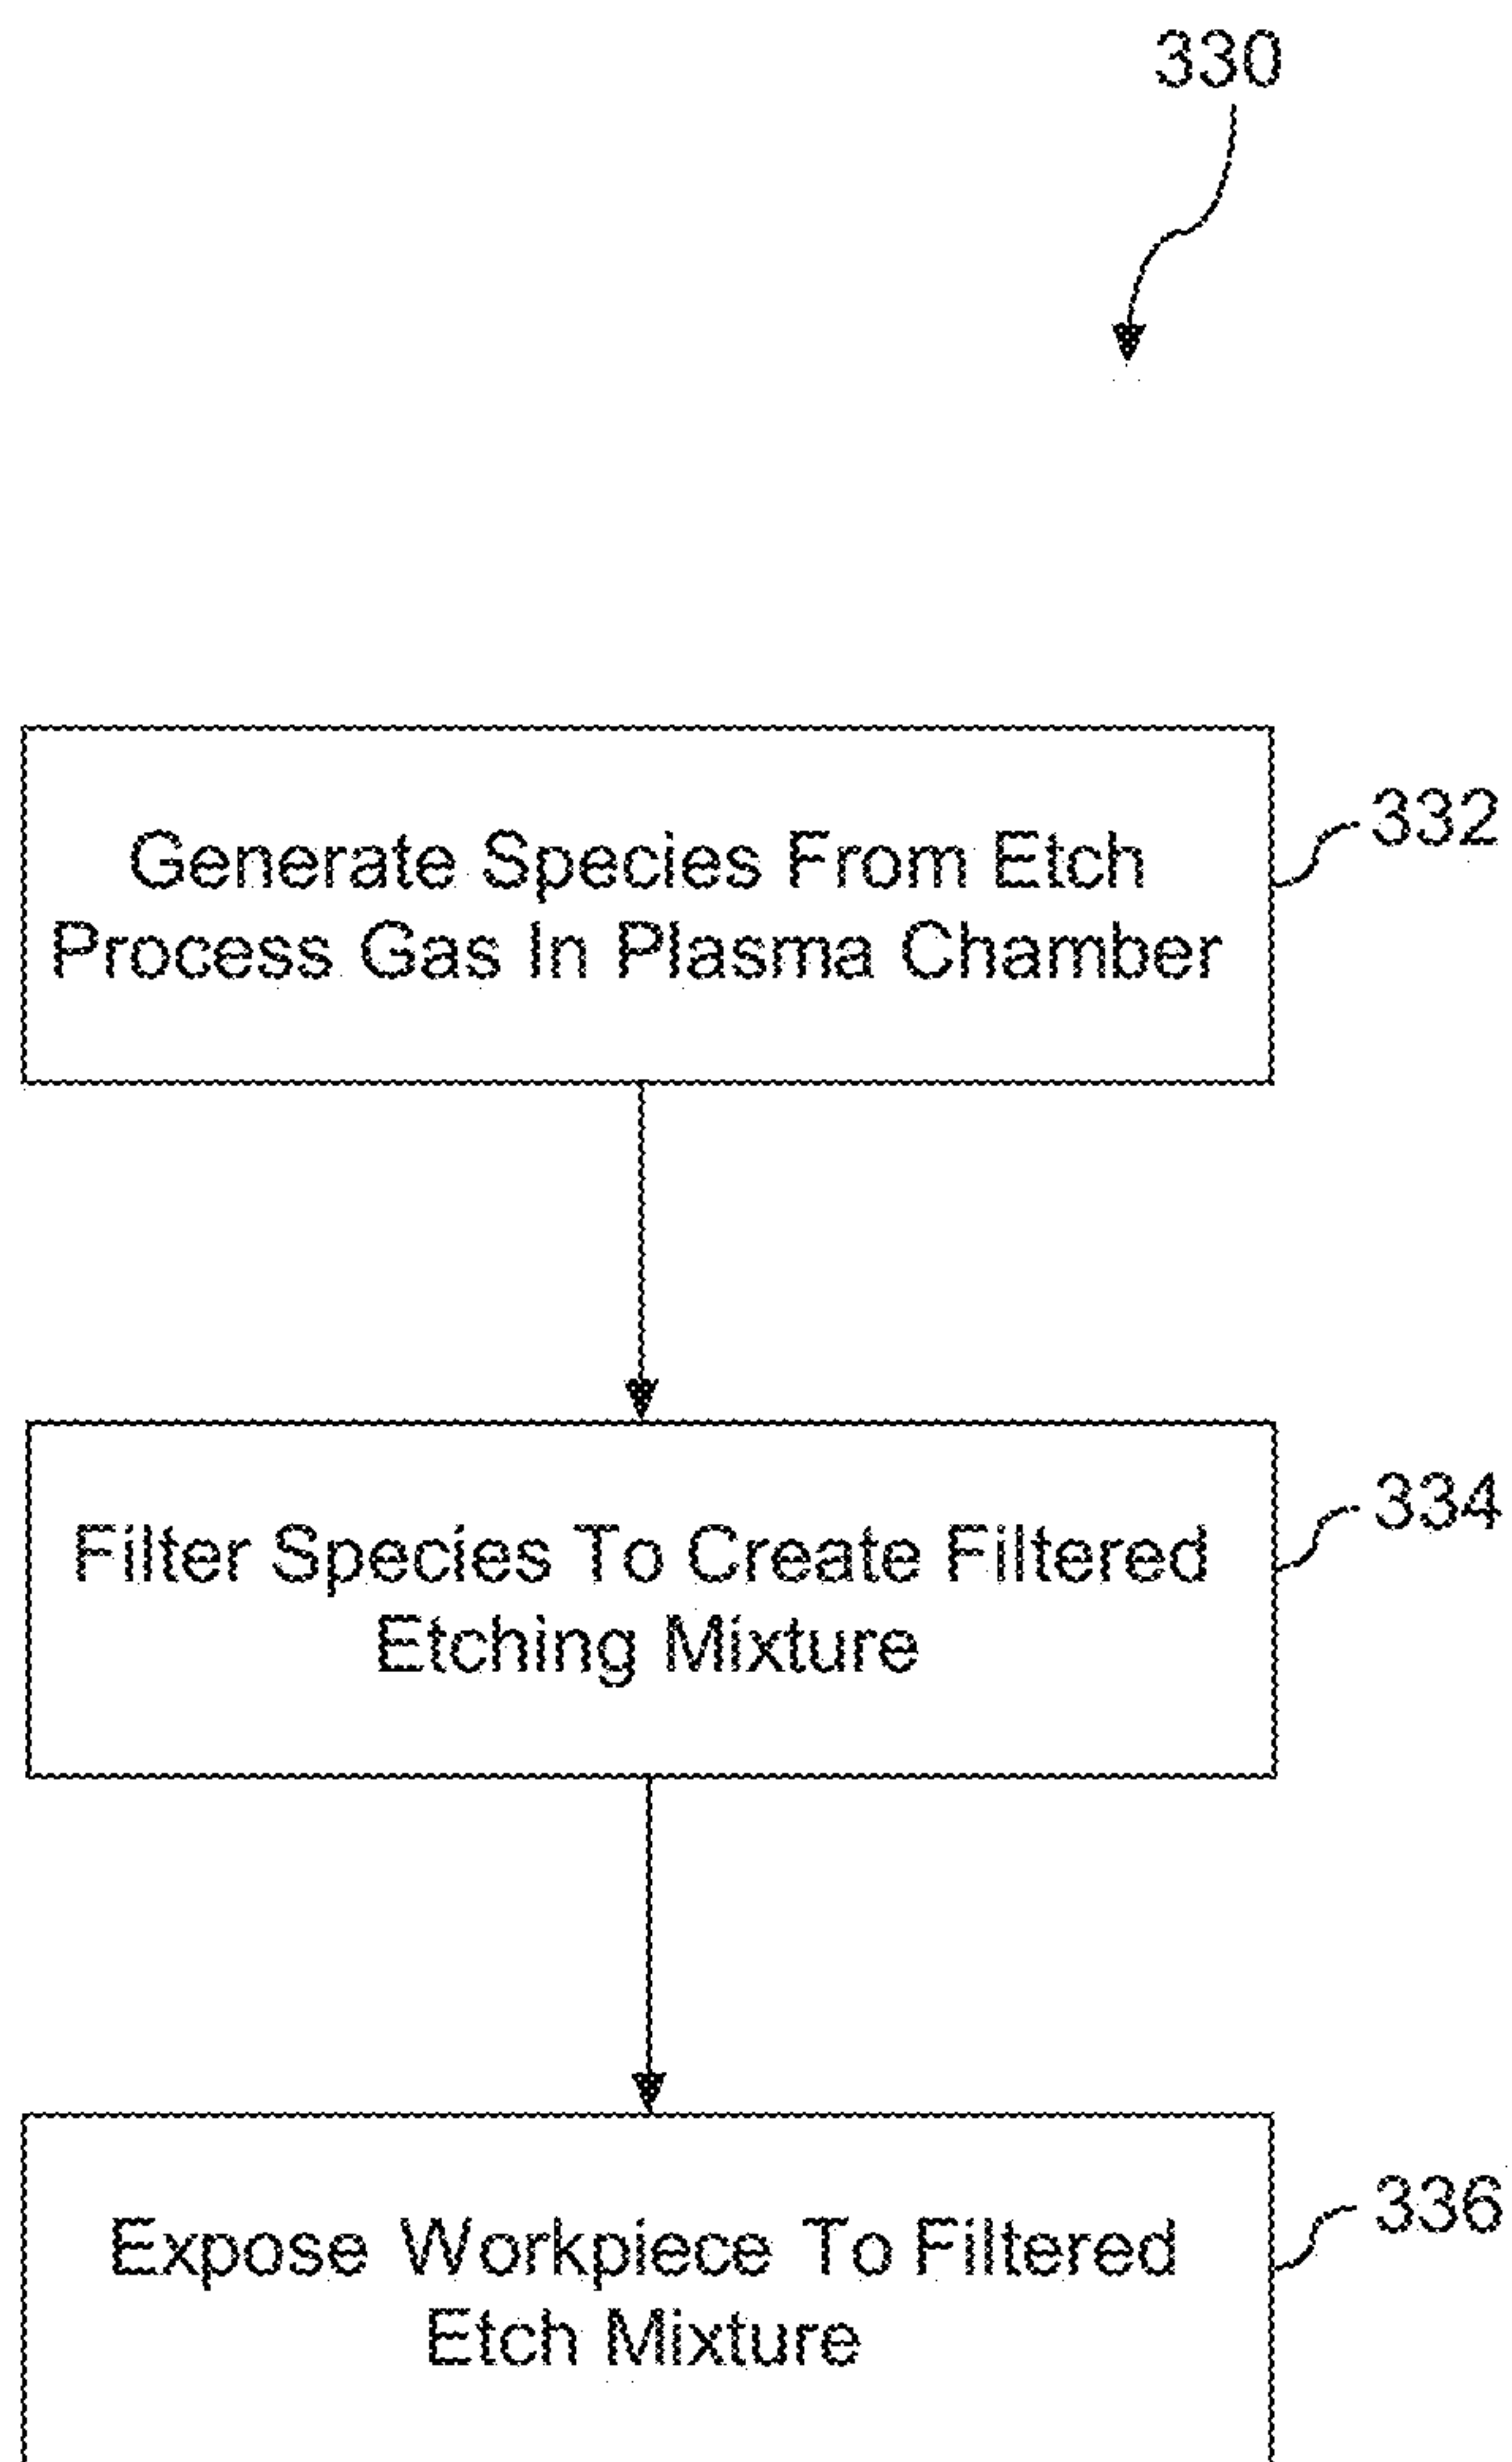 330
Generate Species From Etch
Process Gas In Plasma Chamber
332
Filter Species To Create Filtered
Etching Mixture
334
Expose Workpiece To Filtered
Etch Mixture
336